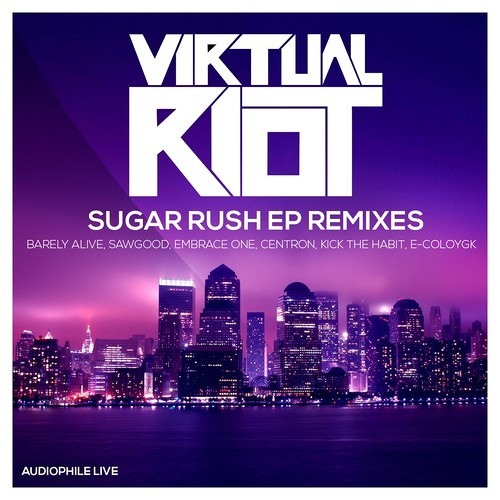 VIRTUAL
RIOT
SUGAR RUSH EP REMIXES
BARELY ALIVE, SAWGOOD, EMBRACE ONE, CENTRON, KICK THE HABIT, E-COLOYGK
AUDIOPHILE LIVE